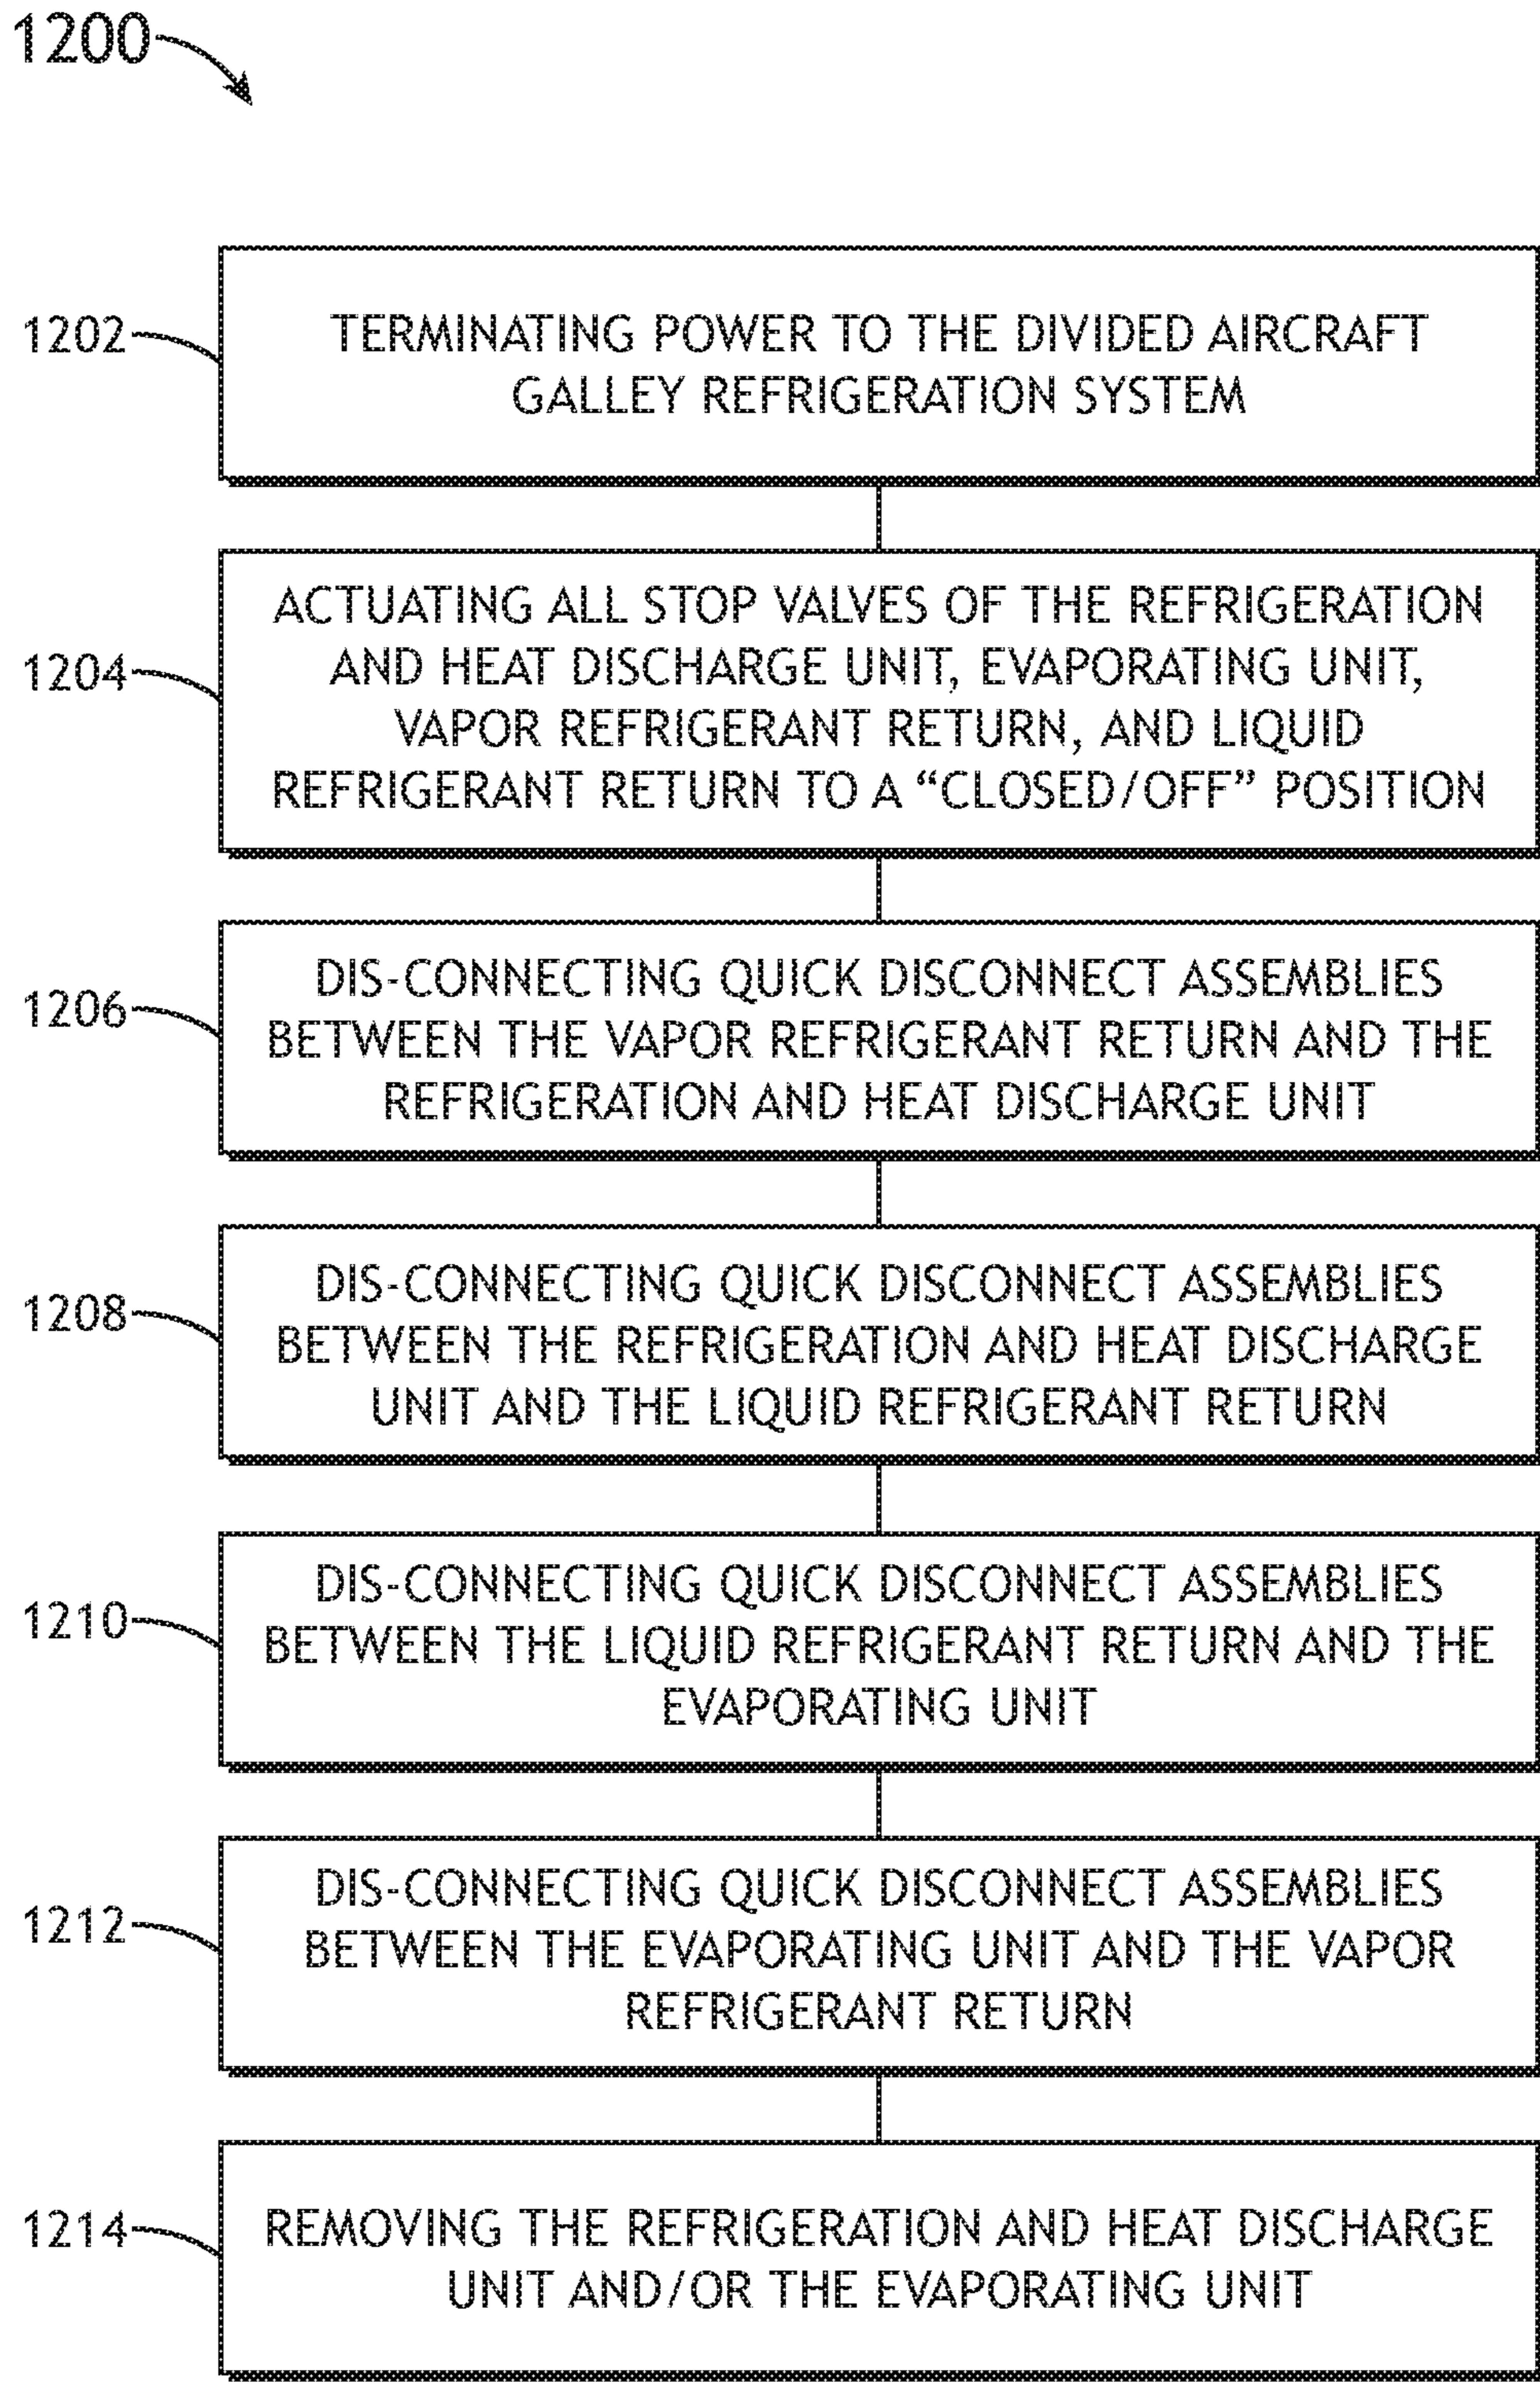 1200
1202
TERMINATING POWER TO THE DIVIDED AIRCRAFT
GALLEY REFRIGERATION SYSTEM
1204
ACTUATING ALL STOP VALVES OF THE REFRIGERATION
AND HEAT DISCHARGE UNIT, EVAPORATING UNIT,
VAPOR REFRIGERANT RETURN, AND LIQUID
REFRIGERANT RETURN TO A “CLOSED/OFF” POSITION
1206
DIS-CONNECTING QUICK DISCONNECT ASSEMBLIES
BETWEEN THE VAPOR REFRIGERANT RETURN AND THE
REFRIGERATION AND HEAT DISCHARGE UNIT
1208
DIS-CONNECTING QUICK DISCONNECT ASSEMBLIES
BETWEEN THE REFRIGERATION AND HEAT DISCHARGE
UNIT AND THE LIQUID REFRIGERANT RETURN
1210
DIS-CONNECTING QUICK DISCONNECT ASSEMBLIES
BETWEEN THE LIQUID REFRIGERANT RETURN AND THE
EVAPORATING UNIT
1212
DIS-CONNECTING QUICK DISCONNECT ASSEMBLIES
BETWEEN THE EVAPORATING UNIT AND THE VAPOR
REFRIGERANT RETURN
1214
REMOVING THE REFRIGERATION AND HEAT DISCHARGE
UNIT AND/OR THE EVAPORATING UNIT